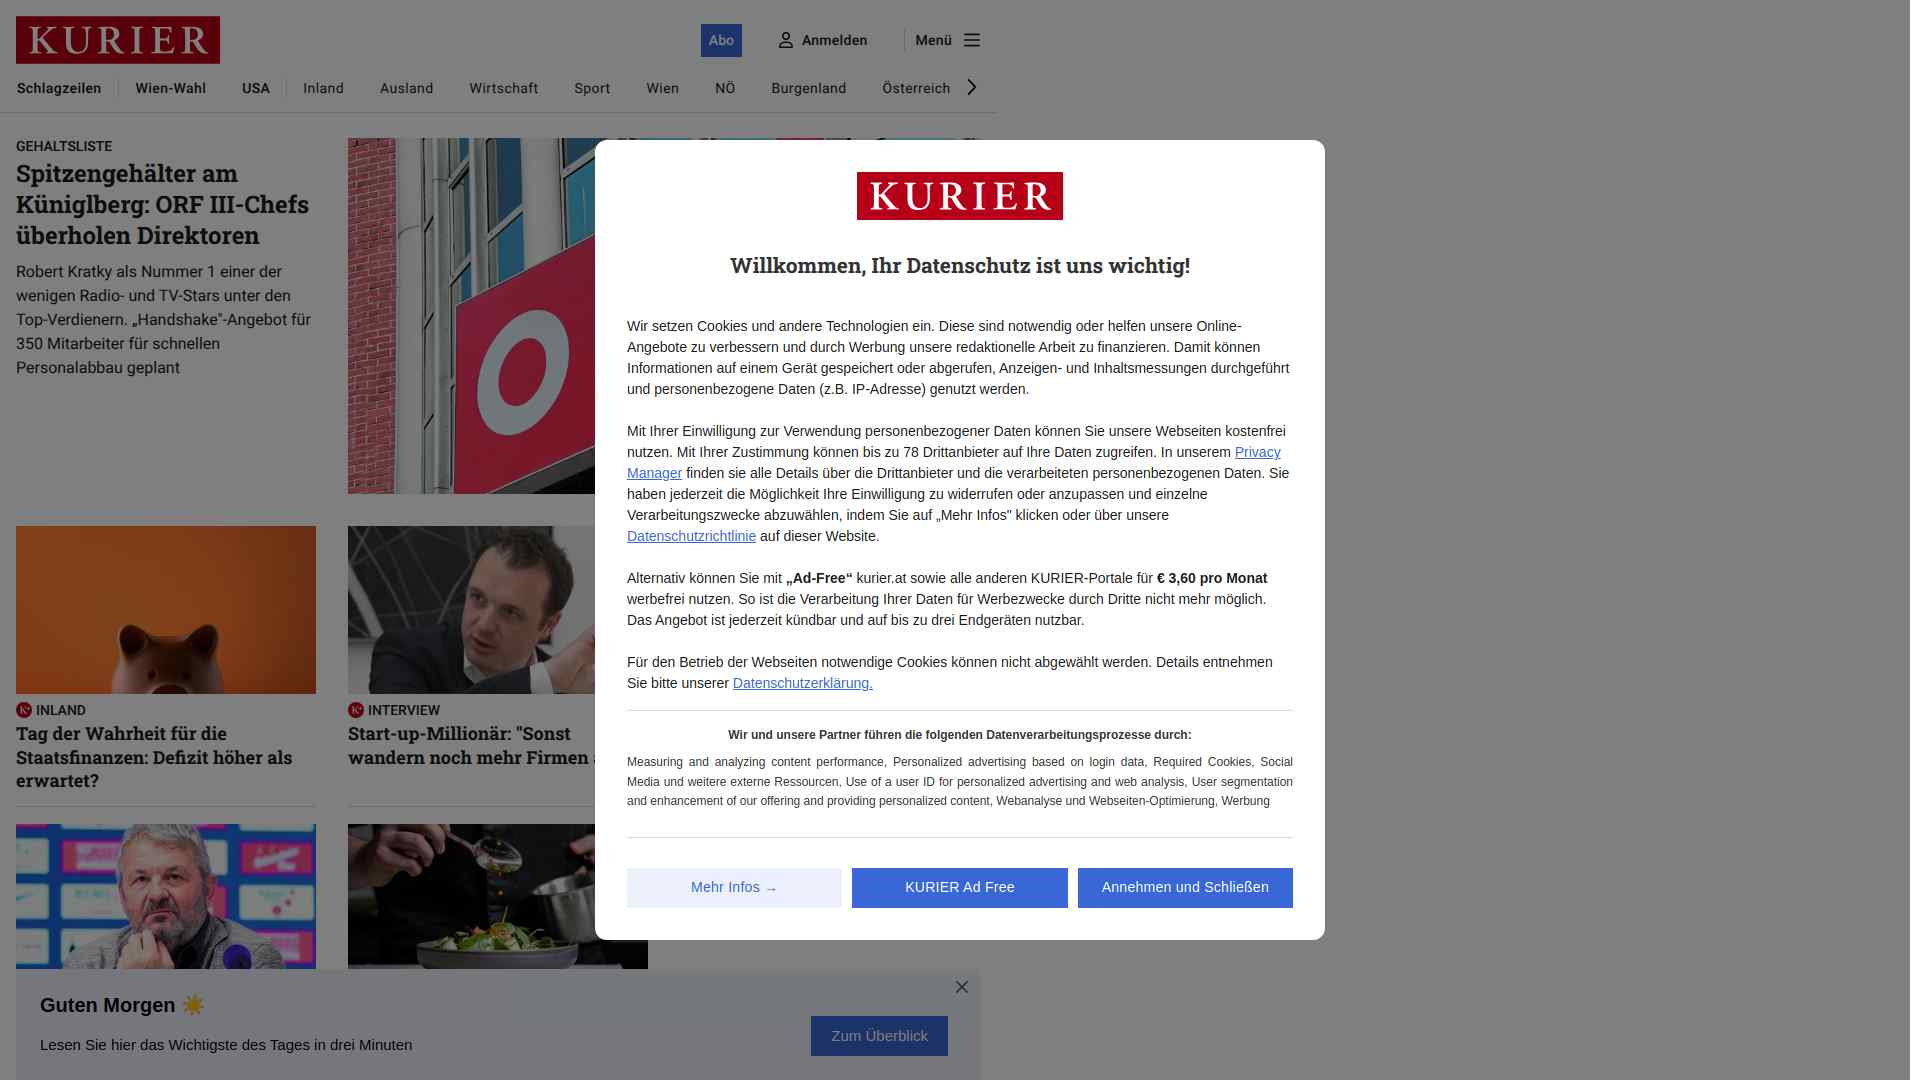 KURIER
Abo
Anmelden
Menü
Schlagzeilen
Wien-Wahl
USA
Inland
Ausland
Wirtschaft
Sport
Wien
NÖ
Burgenland
Österreich
GEHALTSLISTE
Spitzengehälter am
Küniglberg: ORF III-Chefs
überholen Direktoren
Robert Kratky als Nummer 1 einer der
wenigen Radio- und TV-Stars unter den
Top-Verdienern. „Handshake"-Angebot für
350 Mitarbeiter für schnellen
Personalabbau geplant
INLAND
Tag der Wahrheit für die
Staatsfinanzen: Defizit höher als
erwartet?
INTERVIEW
Start-up-Millionär: "Sonst
wandern noch mehr Firmen
KURIER
Willkommen, Ihr Datenschutz ist uns wichtig!
Wir setzen Cookies und andere Technologien ein. Diese sind notwendig oder helfen unsere Online-
Angebote zu verbessern und durch Werbung unsere redaktionelle Arbeit zu finanzieren. Damit können
Informationen auf einem Gerät gespeichert oder abgerufen, Anzeigen- und Inhaltsmessungen durchgeführt
und personenbezogene Daten (z.B. IP-Adresse) genutzt werden.
Mit Ihrer Einwilligung zur Verwendung personenbezogener Daten können Sie unsere Webseiten kostenfrei
nutzen. Mit Ihrer Zustimmung können bis zu 78 Drittanbieter auf Ihre Daten zugreifen. In unserem Privacy
Manager finden sie alle Details über die Drittanbieter und die verarbeiteten personenbezogenen Daten. Sie
haben jederzeit die Möglichkeit Ihre Einwilligung zu widerrufen oder anzupassen und einzelne
Verarbeitungszwecke abzuwählen, indem Sie auf „Mehr Infos" klicken oder über unsere
Datenschutzrichtlinie auf dieser Website.
Alternativ können Sie mit „Ad-Free“ kurier.at sowie alle anderen KURIER-Portale für € 3,60 pro Monat
werbefrei nutzen. So ist die Verarbeitung Ihrer Daten für Werbezwecke durch Dritte nicht mehr möglich.
Das Angebot ist jederzeit kündbar und auf bis zu drei Endgeräten nutzbar.
Für den Betrieb der Webseiten notwendige Cookies können nicht abgewählt werden. Details entnehmen
Sie bitte unserer Datenschutzerklärung.
Wir und unsere Partner führen die folgenden Datenverarbeitungsprozesse durch:
Measuring and analyzing content performance, Personalized advertising based on login data, Required Cookies, Social
Media und weitere externe Ressourcen, Use of a user ID for personalized advertising and web analysis, User segmentation
and enhancement of our offering and providing personalized content, Webanalyse und Webseiten-Optimierung, Werbung
Mehr Infos →
KURIER Ad Free
Annehmen und Schließen
Guten Morgen ☀️
Lesen Sie hier das Wichtigste des Tages in drei Minuten
Zum Überblick